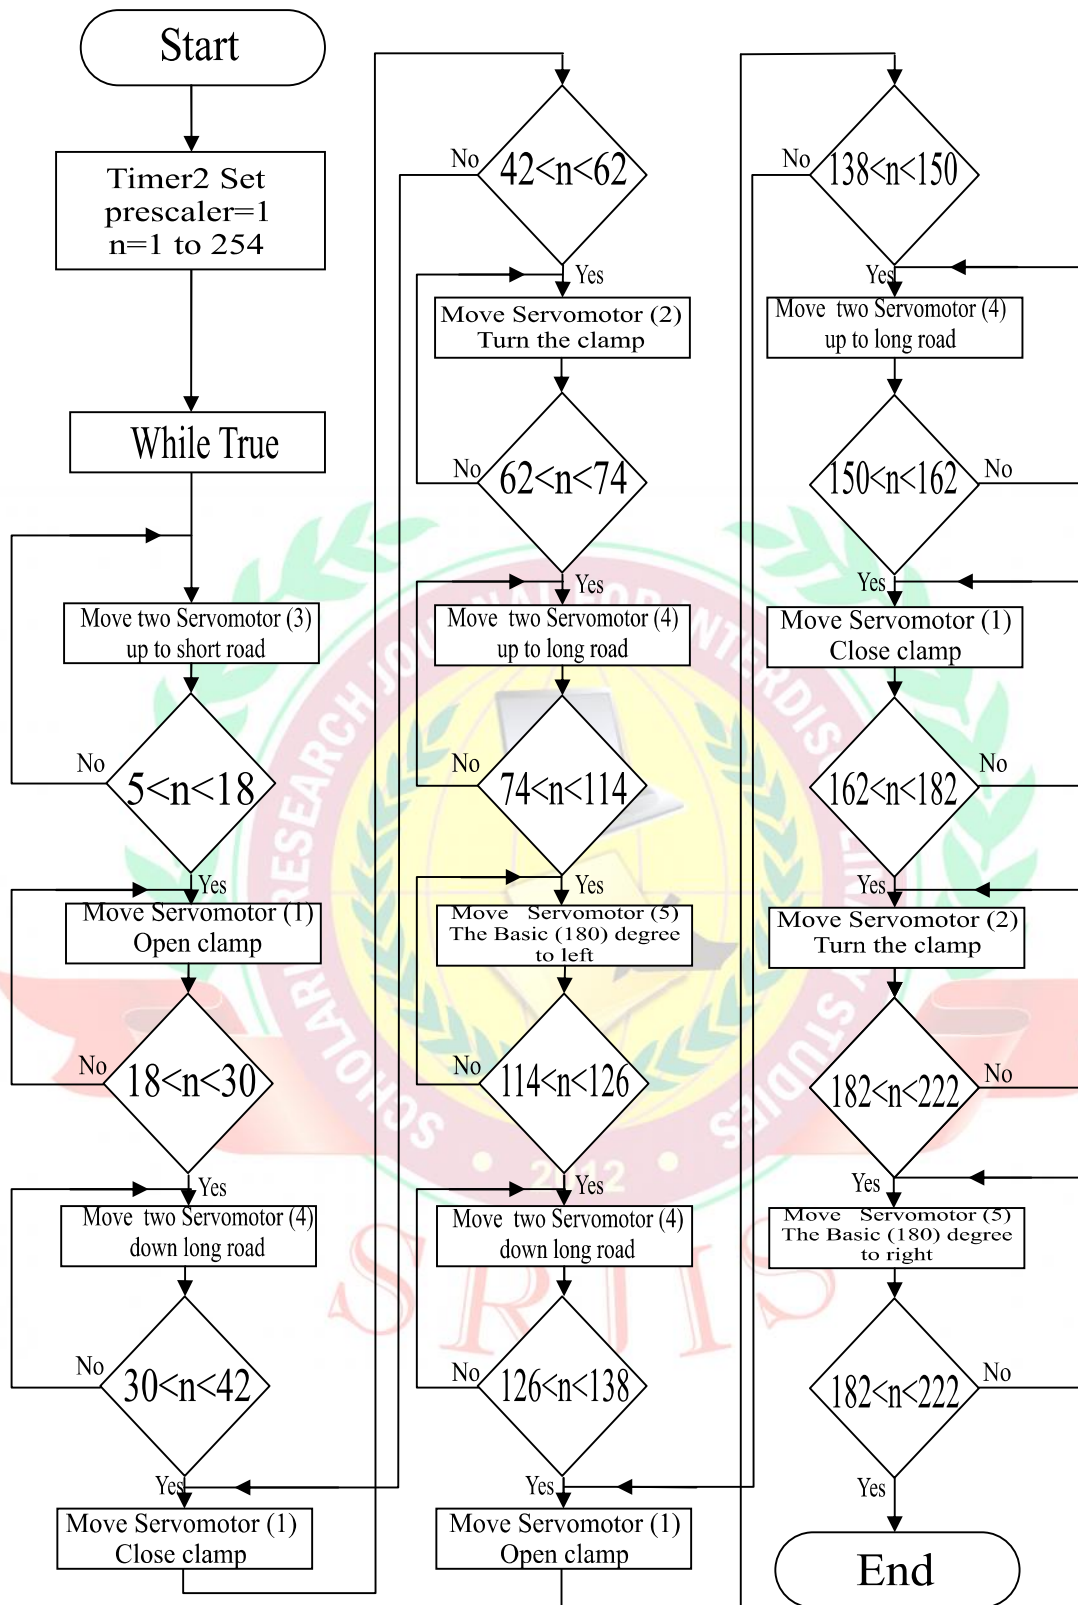 Start
Timer2 Set
prescaler=1
n=1 to 254
While True
Move two Servomotor (3)
up to short road
No
5<n<18
Yes
Move Servomotor (1)
Open clamp
No
18<n<30
Yes
Move two Servomotor (4)
down long road
No
30<n<42
Yes
Move Servomotor (1)
Close clamp
No
42<n<62
Yes
Move Servomotor (2)
Turn the clamp
No
62<n<74
Yes
Move two Servomotor (4)
up to long road
No
74<n<114
Yes
Move Servomotor (5)
The Basic (180) degree
to left
No
114<n<126
Yes
Move two Servomotor (4)
down long road
No
126<n<138
Yes
Move Servomotor (1)
Open clamp
No
138<n<150
Yes
Move two Servomotor (4)
up to long road
150<n<162
No
Yes
Move Servomotor (1)
Close clamp
162<n<182
No
Yes
Move Servomotor (2)
Turn the clamp
182<n<222
No
Yes
Move Servomotor (5)
The Basic (180) degree
to right
182<n<222
No
Yes
End
2012
SRJIS